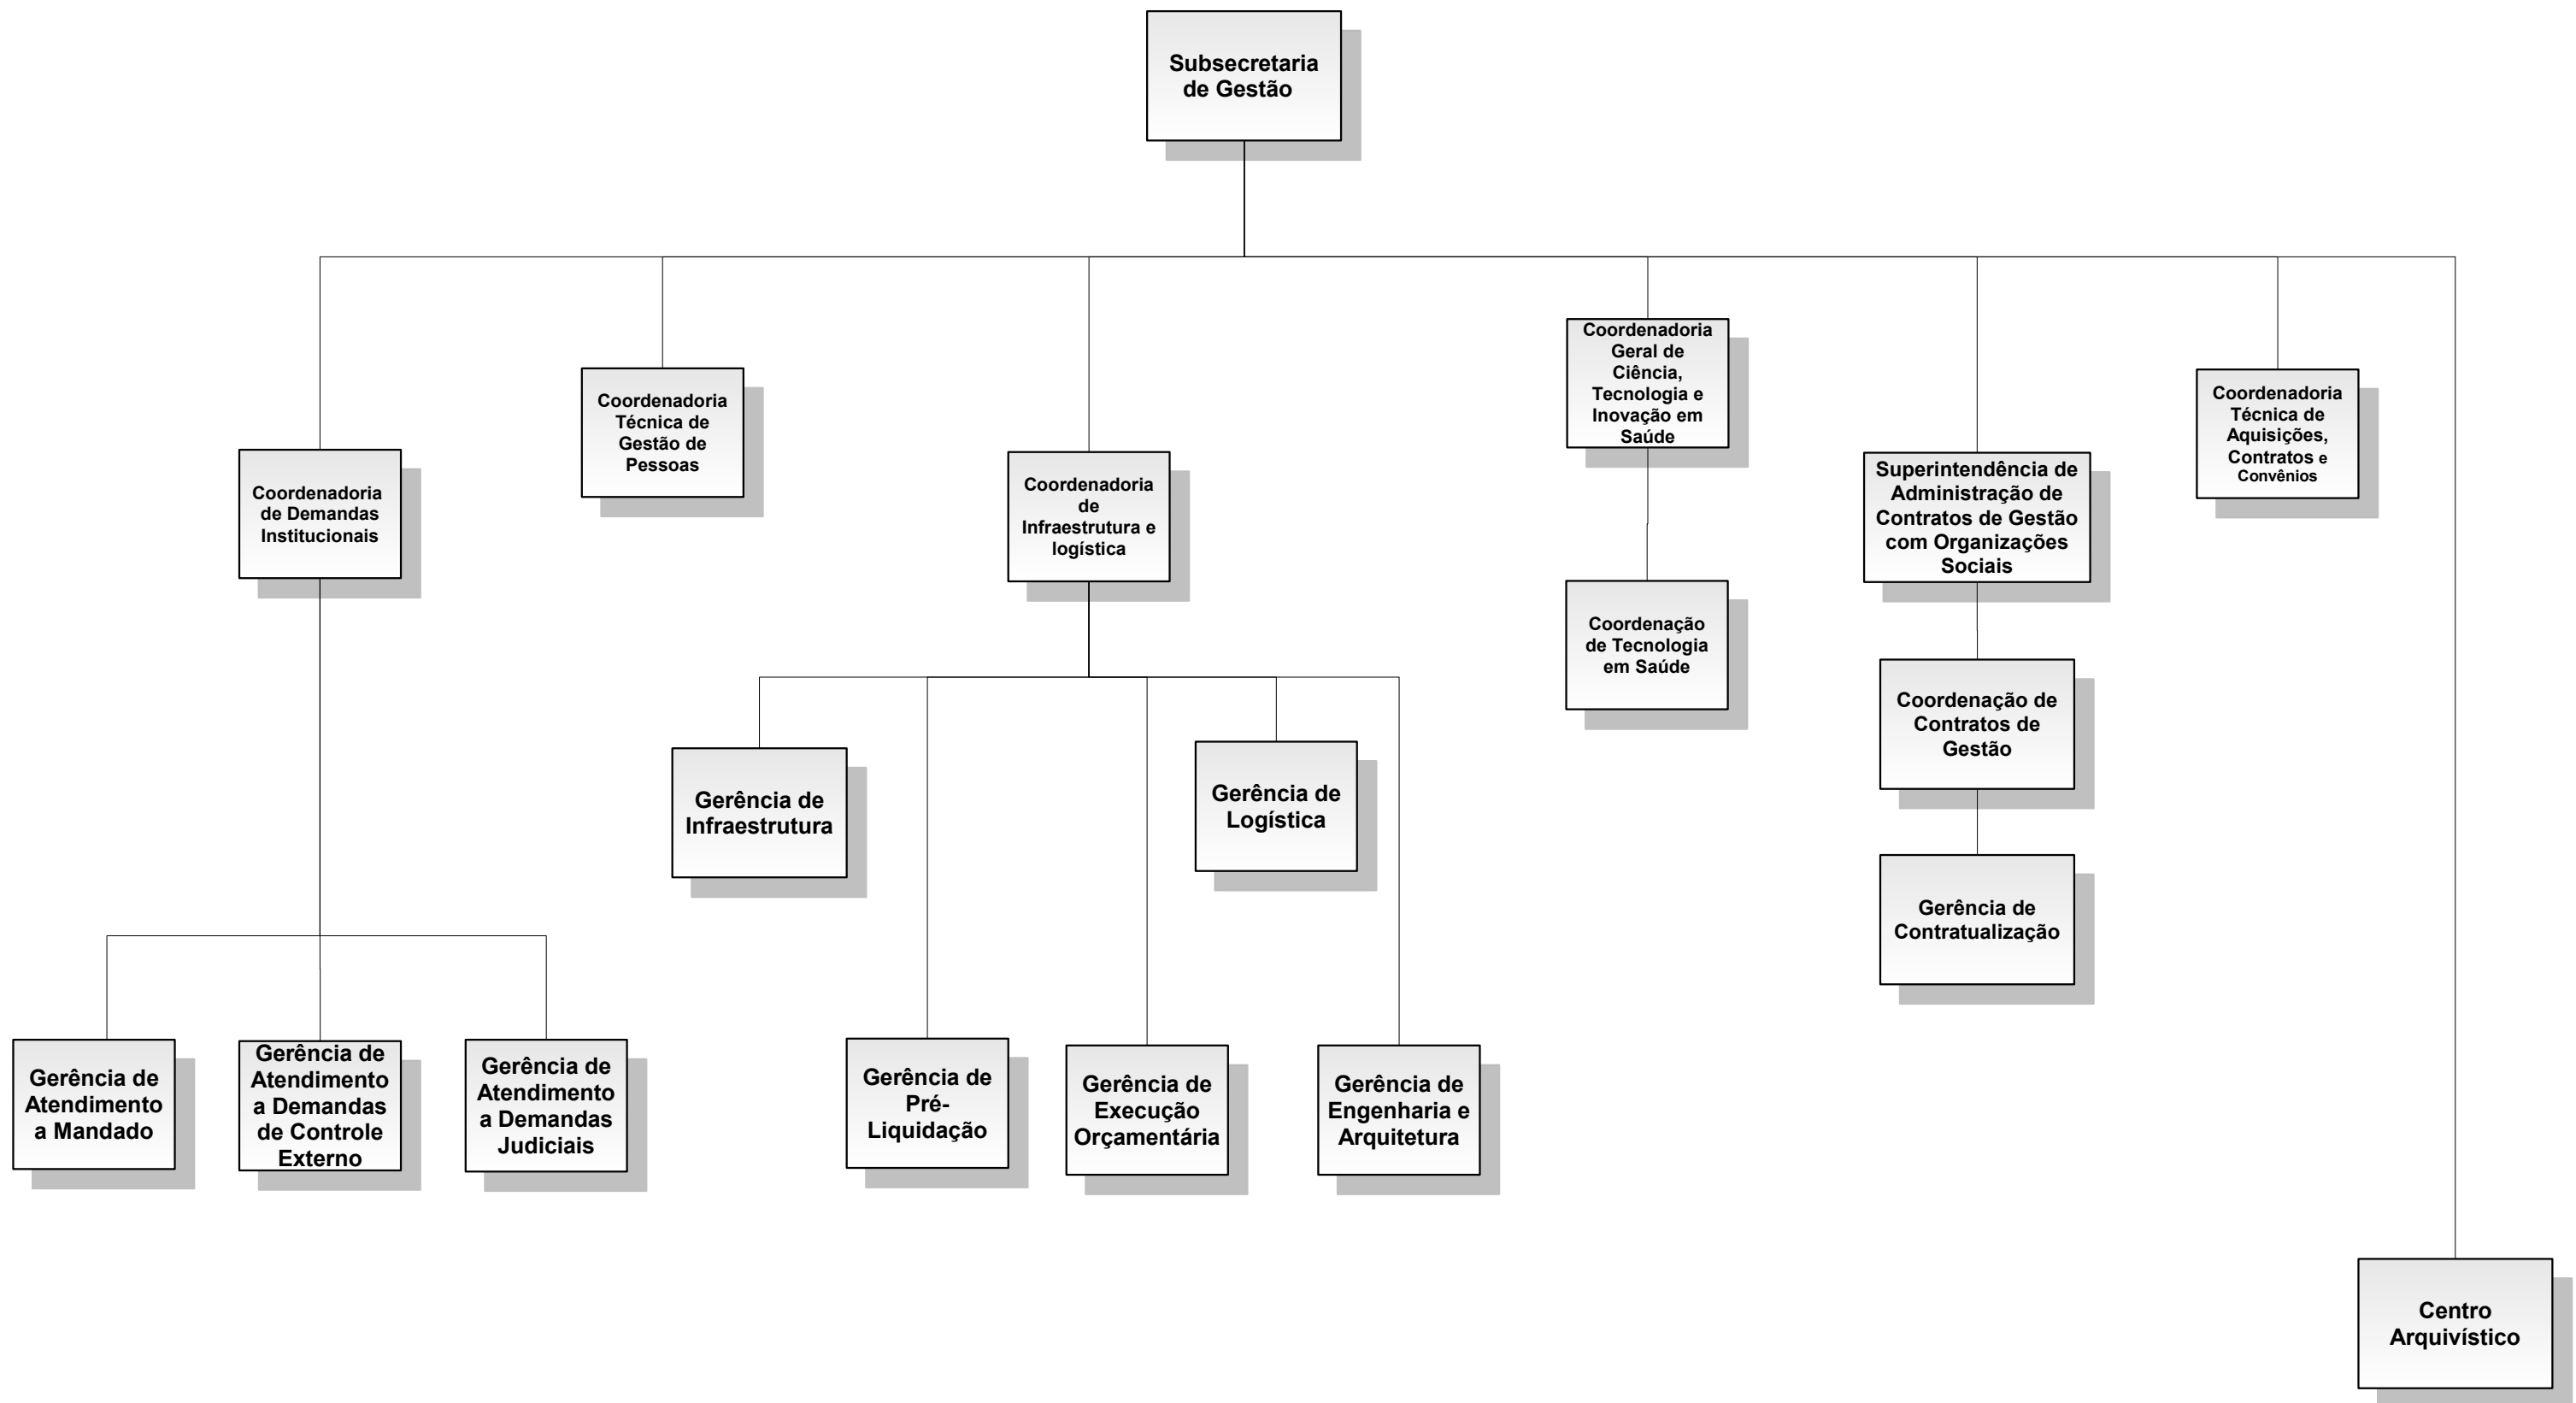 Subsecretaria
de Gestão
Coordenadoria
de Demandas
Institucionais
Coordenadoria
Técnica de
Gestão de
Pessoas
Coordenadoria
de
Infraestrutura e
logística
Coordenadoria
Geral de
Ciência,
Tecnologia e
Inovação em
Saúde
Superintendência de
Administração de
Contratos de Gestão
com Organizações
Sociais
Coordenadoria
Técnica de
Aquisições,
Contratos e
Convênios
Coordenação
de Tecnologia
em Saúde
Coordenação de
Contratos de
Gestão
Gerência de
Infraestrutura
Gerência de
Logística
Gerência de
Contratualização
Gerência de
Atendimento
a Mandado
Gerência de
Atendimento
a Demandas
de Controle
Externo
Gerência de
Atendimento
a Demandas
Judiciais
Gerência de
Pré-
Liquidação
Gerência de
Execução
Orçamentária
Gerência de
Engenharia e
Arquitetura
Centro
Arquivístico